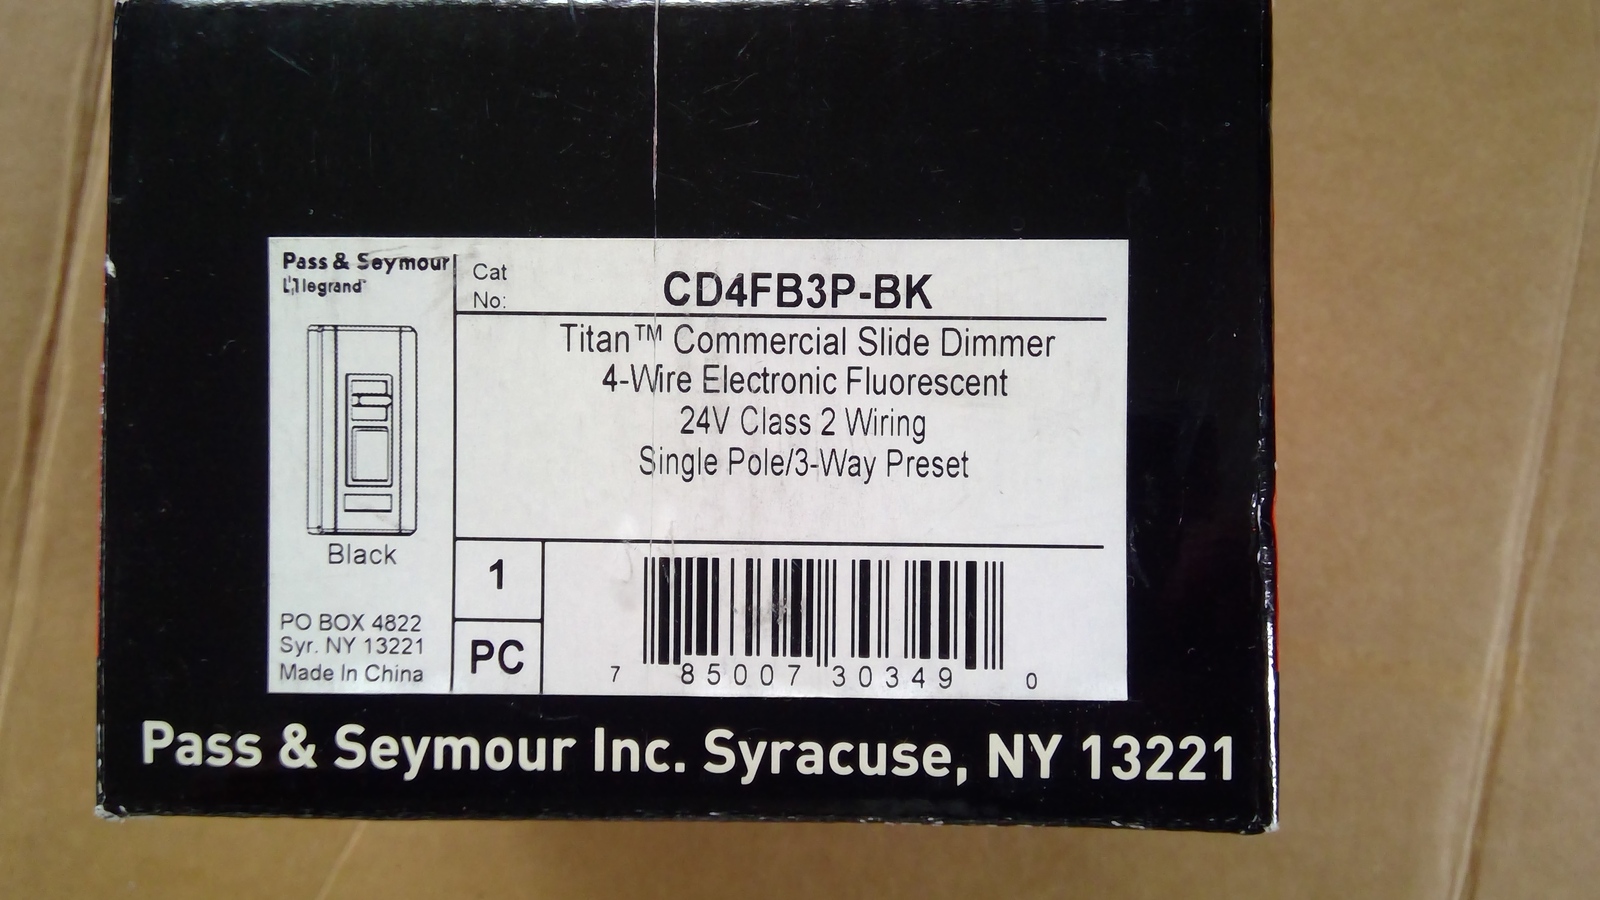 Pass & Seymour
legrand
Cat
No:
CD4FB3P-BK
Titan™ Commercial Slide Dimmer
4-Wire Electronic Fluorescent
24V Class 2 Wiring
Single Pole/3-Way Preset
Black
PO BOX 4822
Syr. NY 13221
Made In China
1
PC
7 85007 30349 0
Pass & Seymour Inc. Syracuse, NY 13221